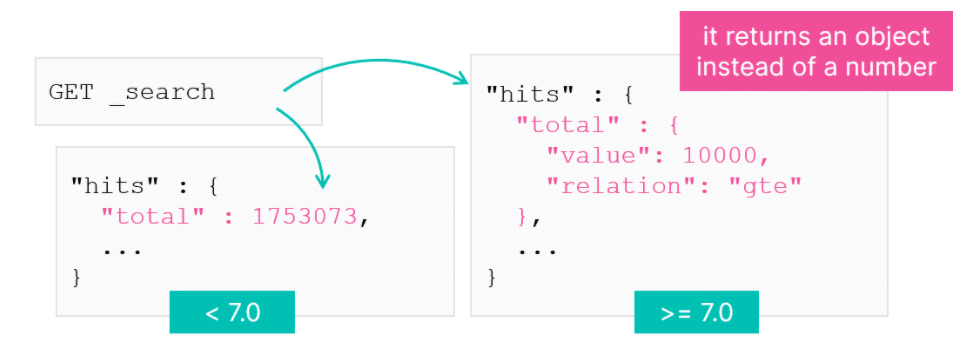 it returns an object
instead of a number
GET _search
"hits" : {
"total" : 1753073,
...
}
< 7.0
"hits" : {
"total" : {
"value": 10000,
"relation": "gte"
},
...
}
>= 7.0